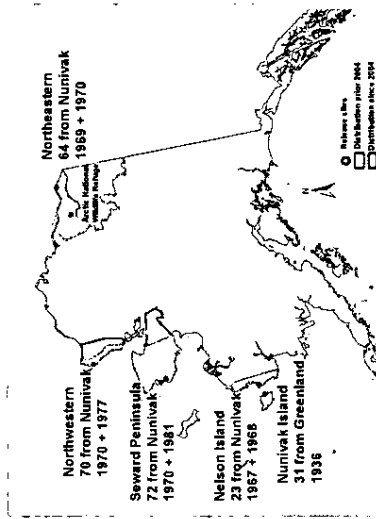 Northeastern
64 from Nunivak
1969 + 1970
Arctic National
Wildlife Refuge
Northwestern
70 from Nunivak
1970 + 1977
Seward Peninsula
72 from Nunivak
1970 + 1981
Nelson Island
23 from Nunivak
1967 + 1968
Nunivak Island
31 from Greenland
1936
N
Release sites
Distribution prior 2004
Distribution since 2004